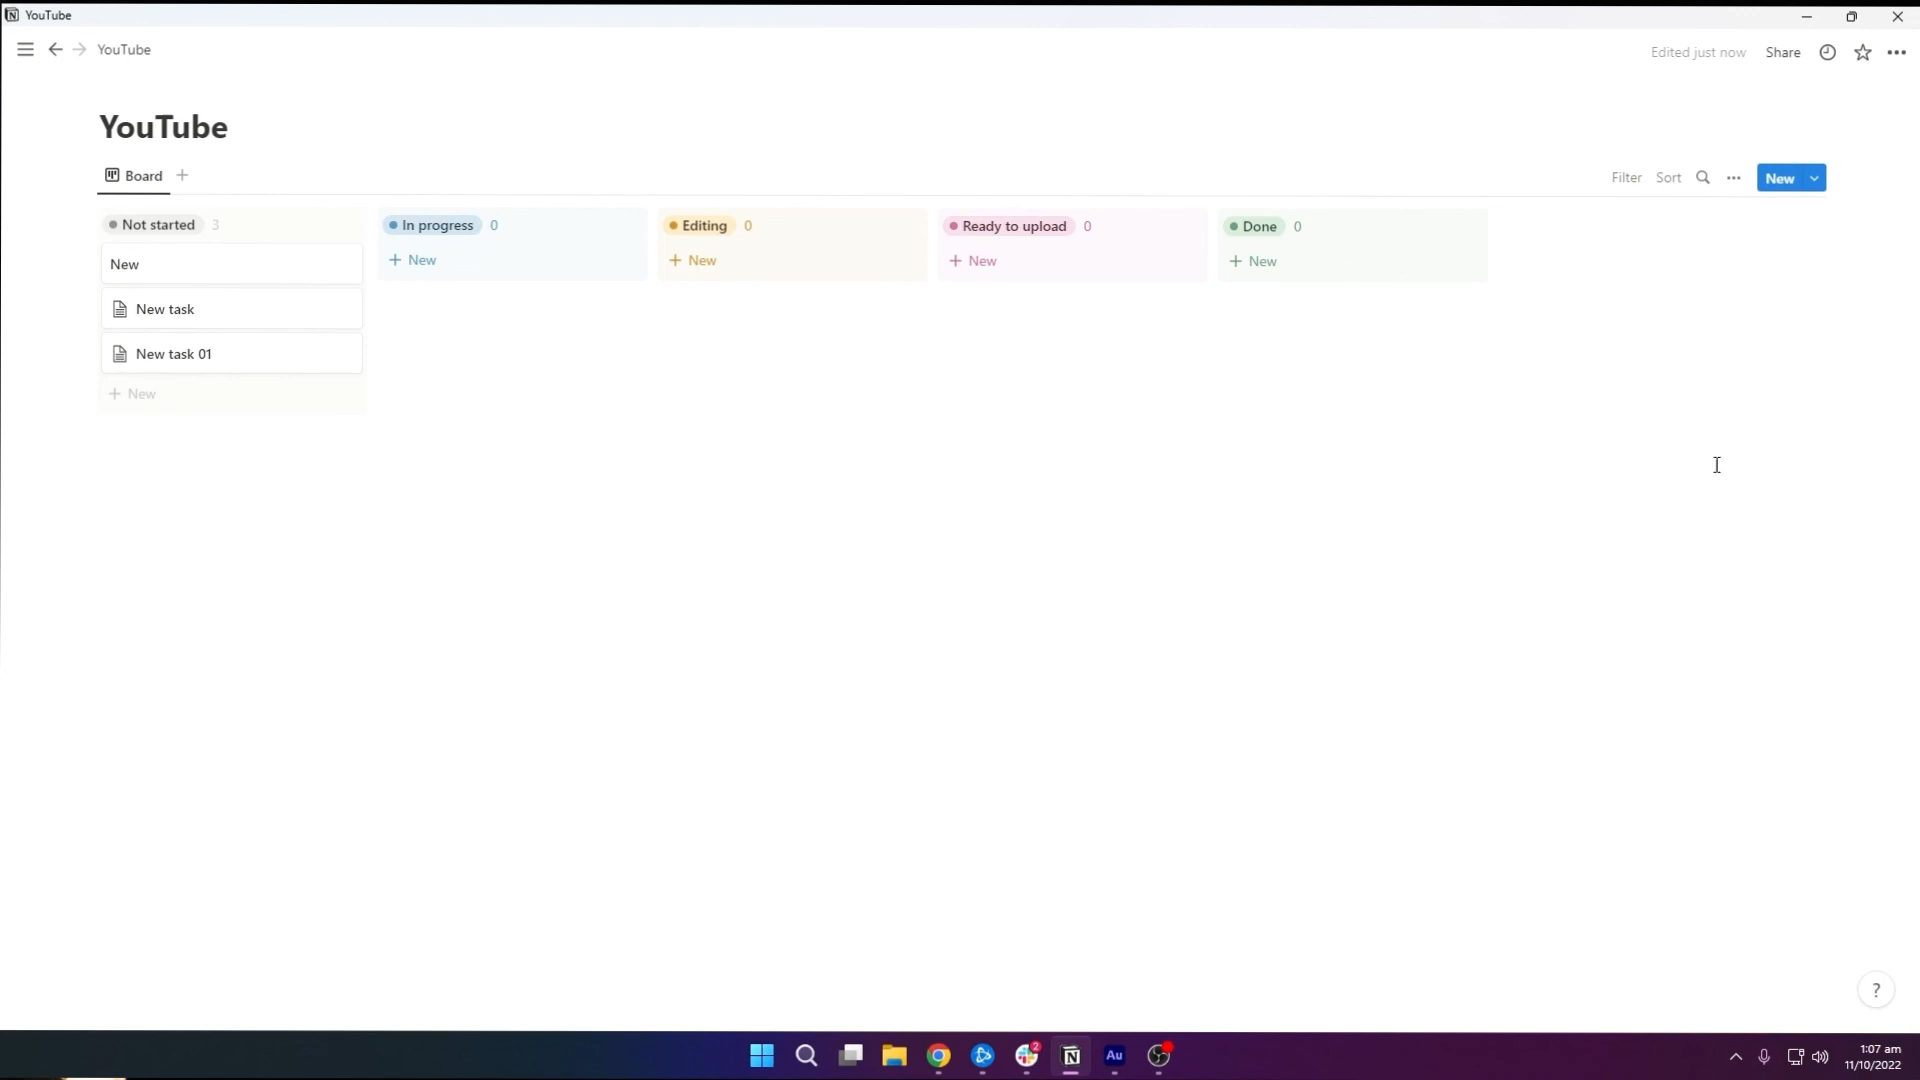 YouTube
YouTube
Edited just now
Share
YouTube
Board
Filter
Sort
New
Not started 3
In progress 0
Editing 0
Ready to upload 0
Done 0
New
+ New
+ New
+ New
+ New
New task
New task 01
+ New
?
2
Au
1:07 am
11/10/2022